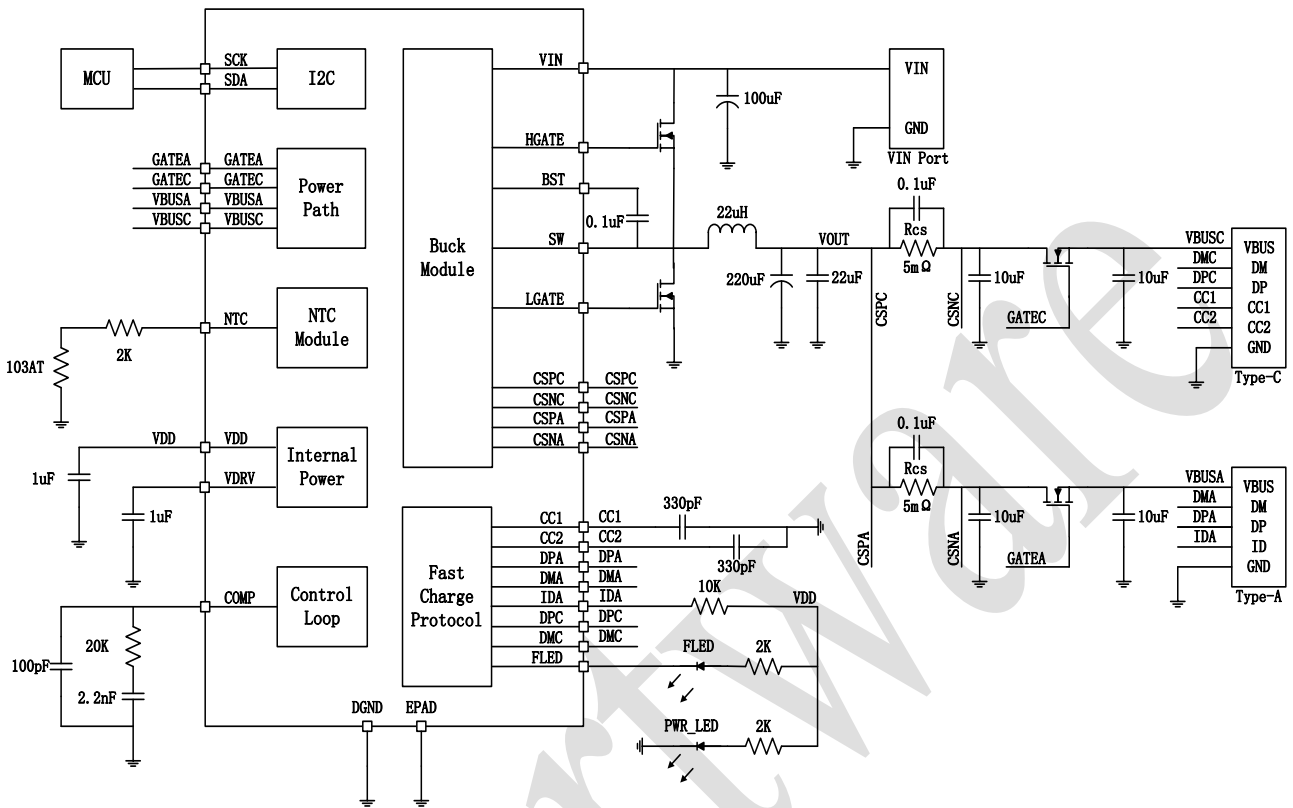 MCU
SCK
SDA
I2C
GATEA GATEA
GATEC GATEC
VBUSA VBUSA
VBUSC VBUSC
Power
Path
NTC
NTC
Module
2K
103AT
VDD VDD
VDRV
Internal
Power
1uF
1uF
COMP
Control
Loop
20K
100pF
2.2nF
DGND EPAD
Buck
Module
VIN
HGATE
BST
SW
LGATE
CSPC CSPC
CSNC CSNC
CSPA CSPA
CSNA CSNA
0.1uF
100uF
VIN
GND
VIN Port
22uH
VOUT
220uF
22uF
0.1uF
Rcs
5mΩ
CSPC
CSNC
10uF
GATEC
10uF
VBUSC
DMC
DPC
CC1
CC2
VBUS
DM
DP
CC1
CC2
GND
Type-C
0.1uF
Rcs
5mΩ
CSPA
CSNA
10uF
GATEA
10uF
VBUSA
DMA
DPA
IDA
VBUS
DM
DP
ID
GND
Type-A
Fast
Charge
Protocol
CC1 CC1
CC2 CC2
DPA DPA
DMA DMA
IDA IDA
DPC DPC
DMC DMC
FLED
330pF
330pF
10K
VDD
FLED
2K
PWR_LED
2K